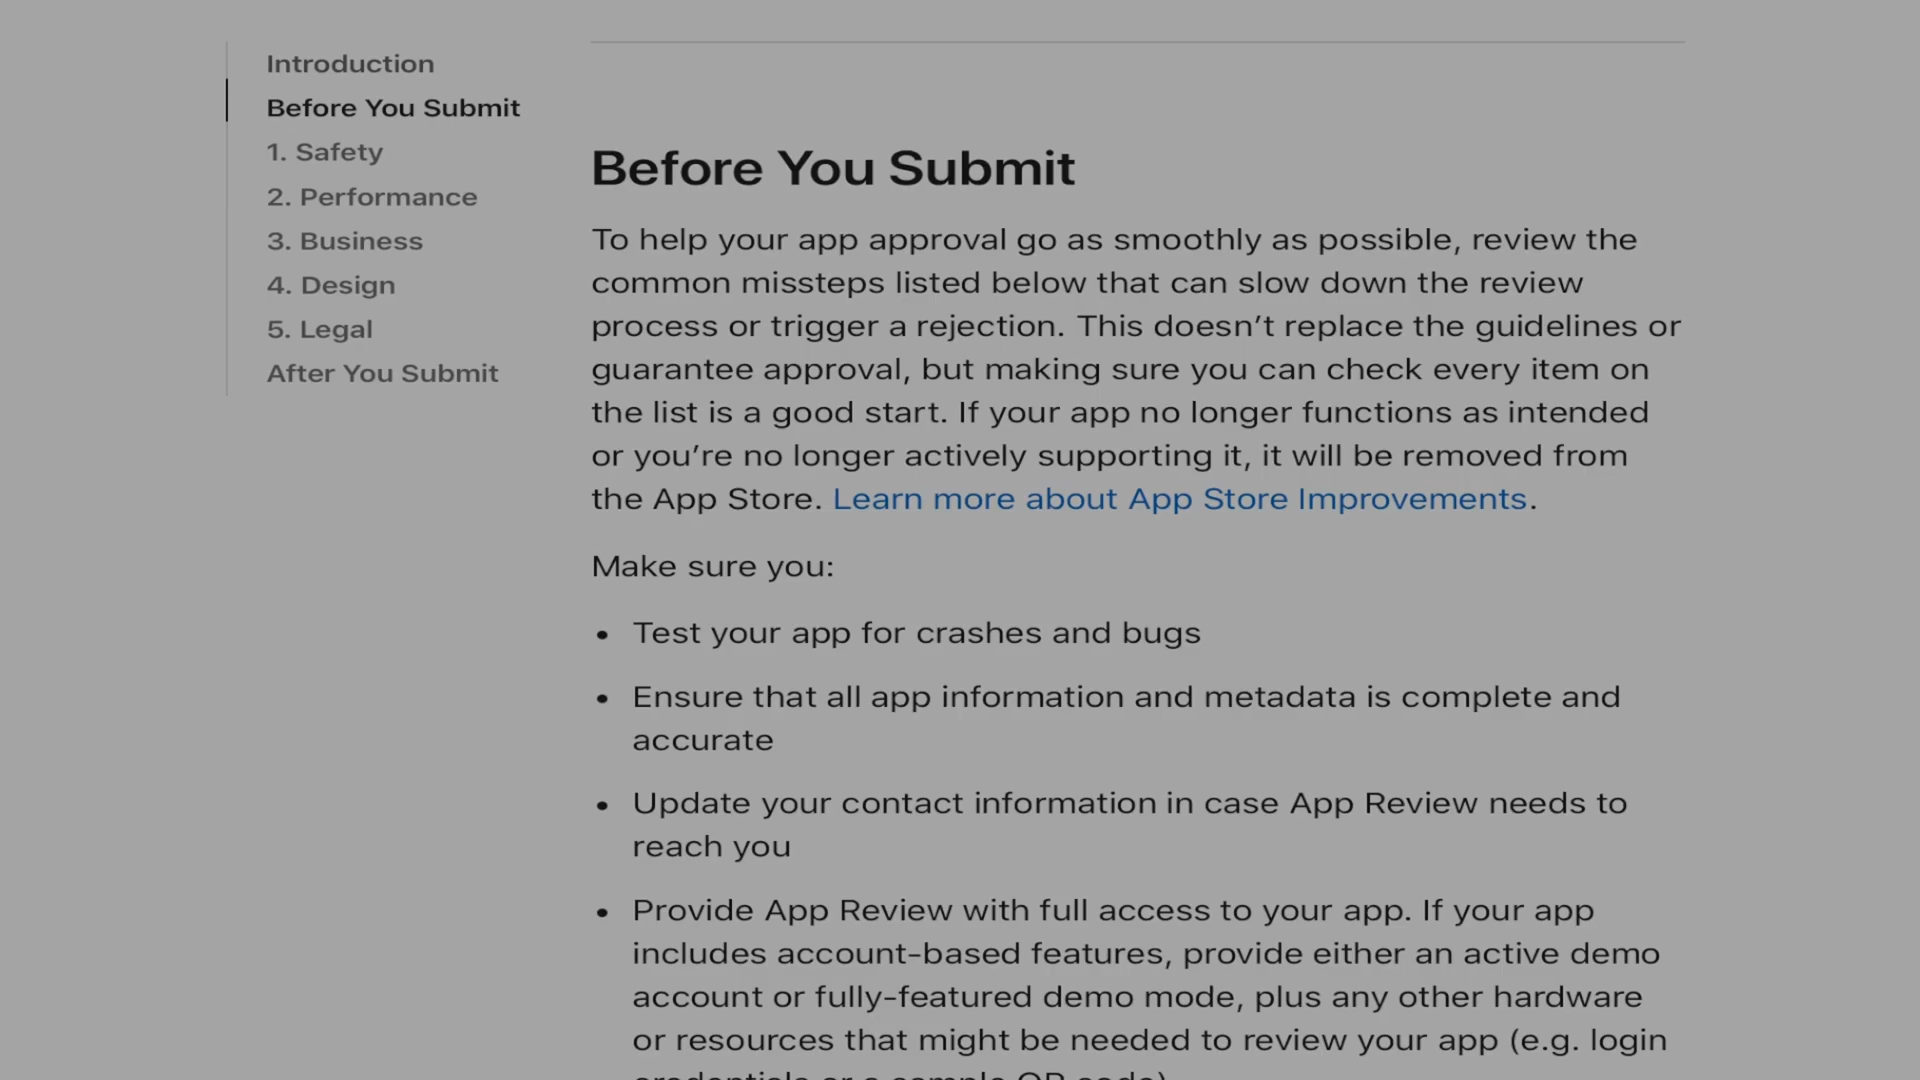 Introduction
Before You Submit
1. Safety
2. Performance
3. Business
4. Design
5. Legal
After You Submit
Before You Submit
To help your app approval go as smoothly as possible, review the
common missteps listed below that can slow down the review
process or trigger a rejection. This doesn’t replace the guidelines or
guarantee approval, but making sure you can check every item on
the list is a good start. If your app no longer functions as intended
or you’re no longer actively supporting it, it will be removed from
the App Store. Learn more about App Store Improvements.
Make sure you:
• Test your app for crashes and bugs
• Ensure that all app information and metadata is complete and
accurate
• Update your contact information in case App Review needs to
reach you
• Provide App Review with full access to your app. If your app
includes account-based features, provide either an active demo
account or fully-featured demo mode, plus any other hardware
or resources that might be needed to review your app (e.g. login
credentials or a sample QR code)